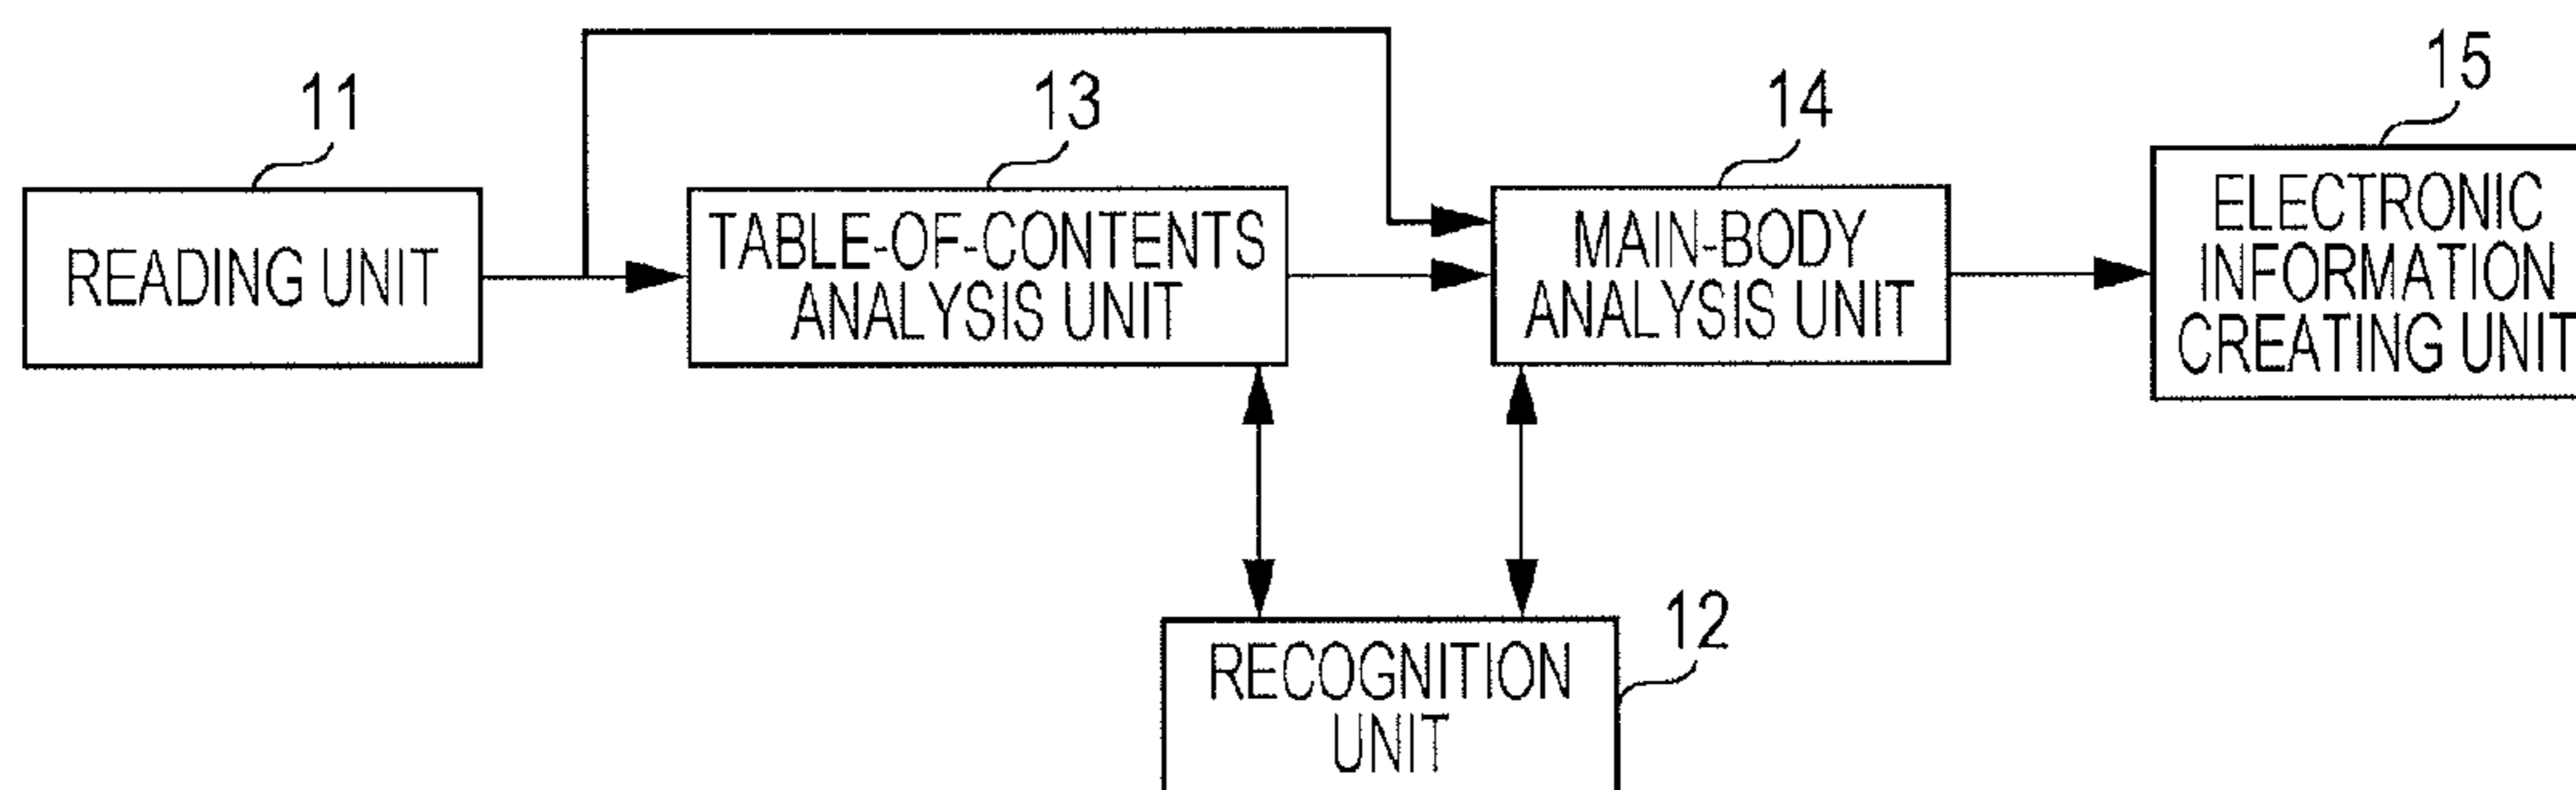 11
READING UNIT
13
TABLE-OF-CONTENTS
ANALYSIS UNIT
14
MAIN-BODY
ANALYSIS UNIT
15
ELECTRONIC
INFORMATION
CREATING UNIT
12
RECOGNITION
UNIT